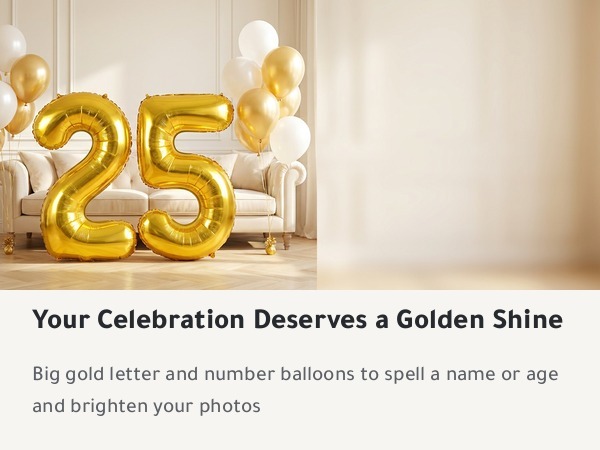 25
Your Celebration Deserves a Golden Shine
Big gold letter and number balloons to spell a name or age
and brighten your photos